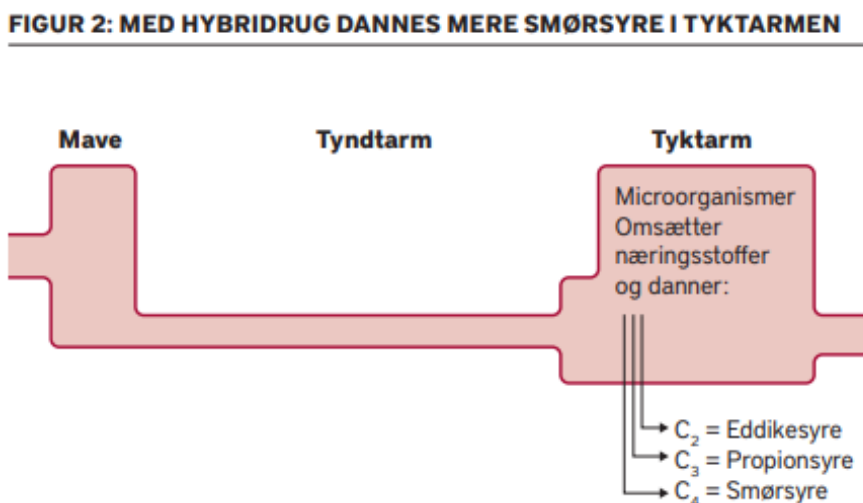 FIGUR 2: MED HYBRIDRUG DANNES MERE SMØRSYRE I TYKTARMEN
Mave Tyndtarm Tyktarm
Microorganismer
Omsætter
næringsstoffer
og danner:
C₂ = Eddikesyre
C₃ = Propionsyre
C₄ = Smørsyre